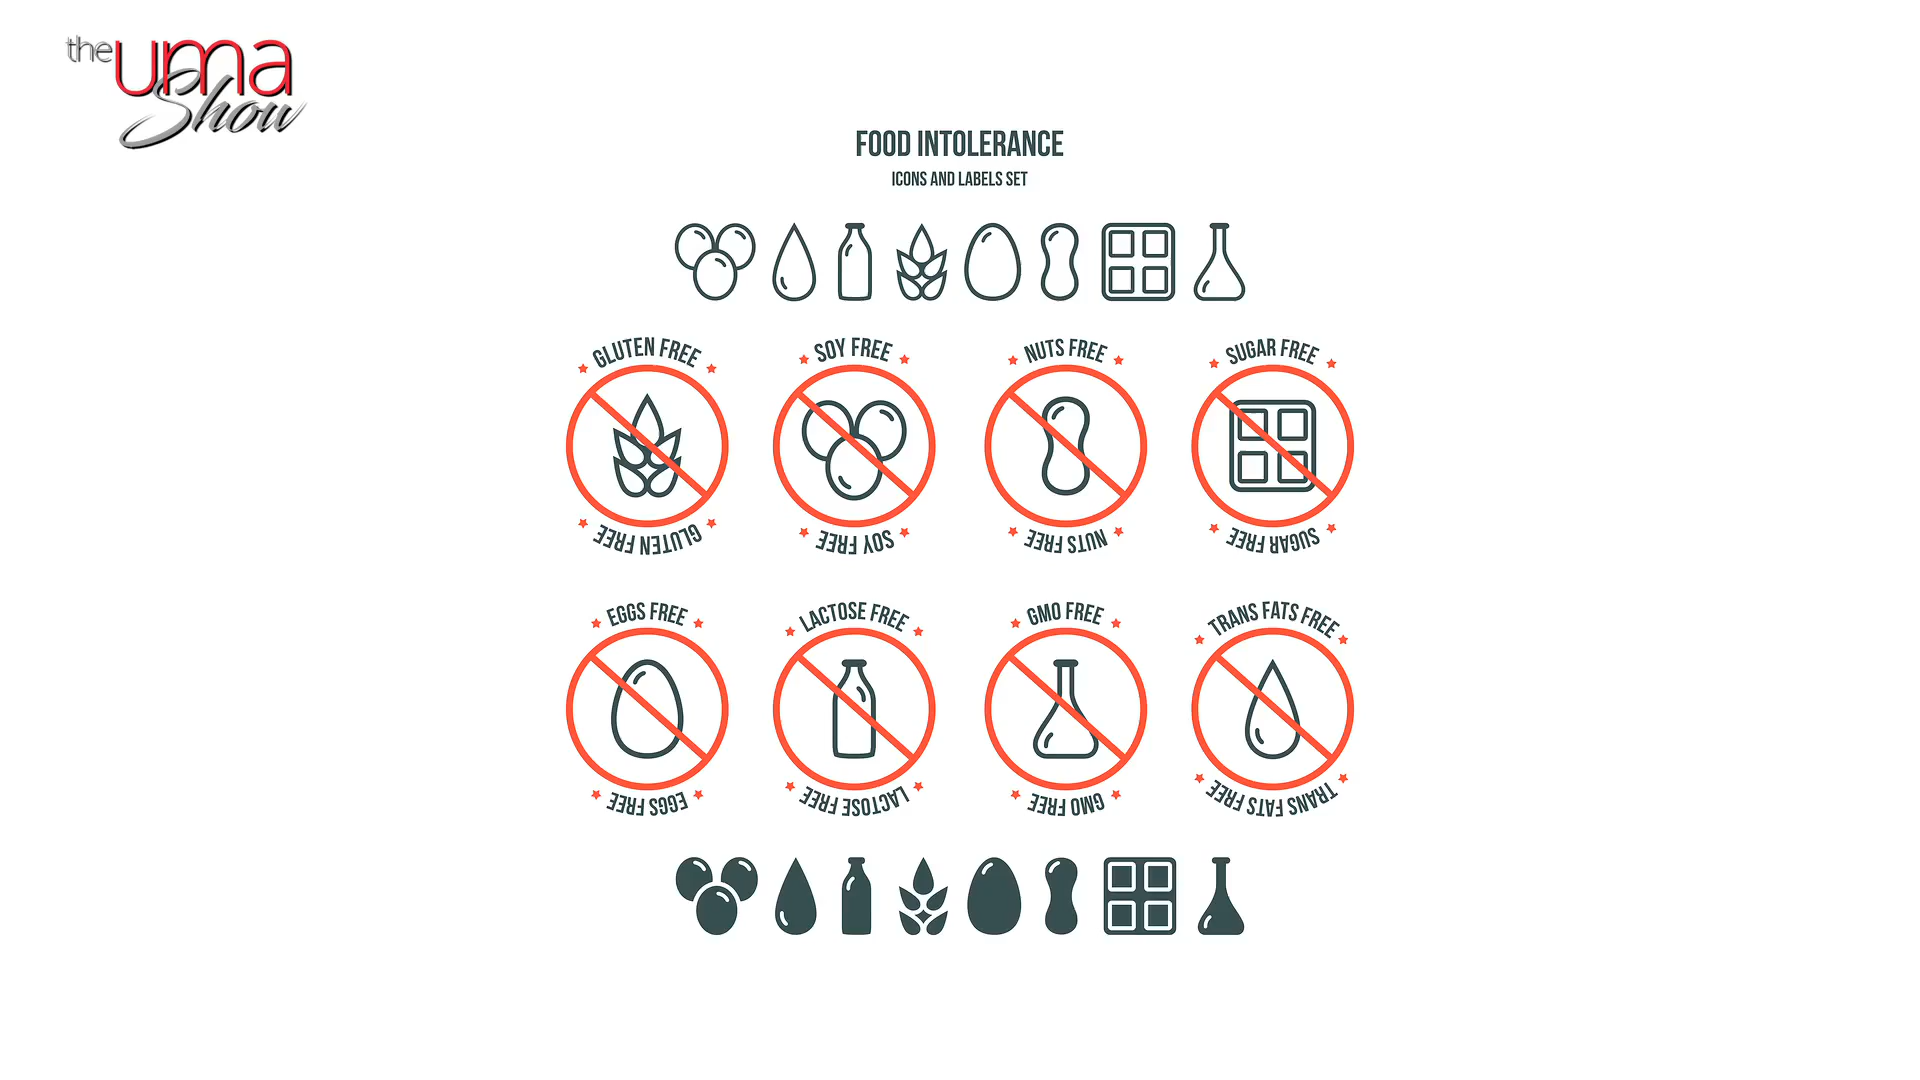 the uma
Show
FOOD INTOLERANCE
ICONS AND LABELS SET
GLUTEN FREE
SOY FREE
NUTS FREE
SUGAR FREE
GLUTEN FREE
SOY FREE
NUTS FREE
SUGAR FREE
EGGS FREE
LACTOSE FREE
GMO FREE
TRANS FATS FREE
EGGS FREE
LACTOSE FREE
GMO FREE
TRANS FATS FREE